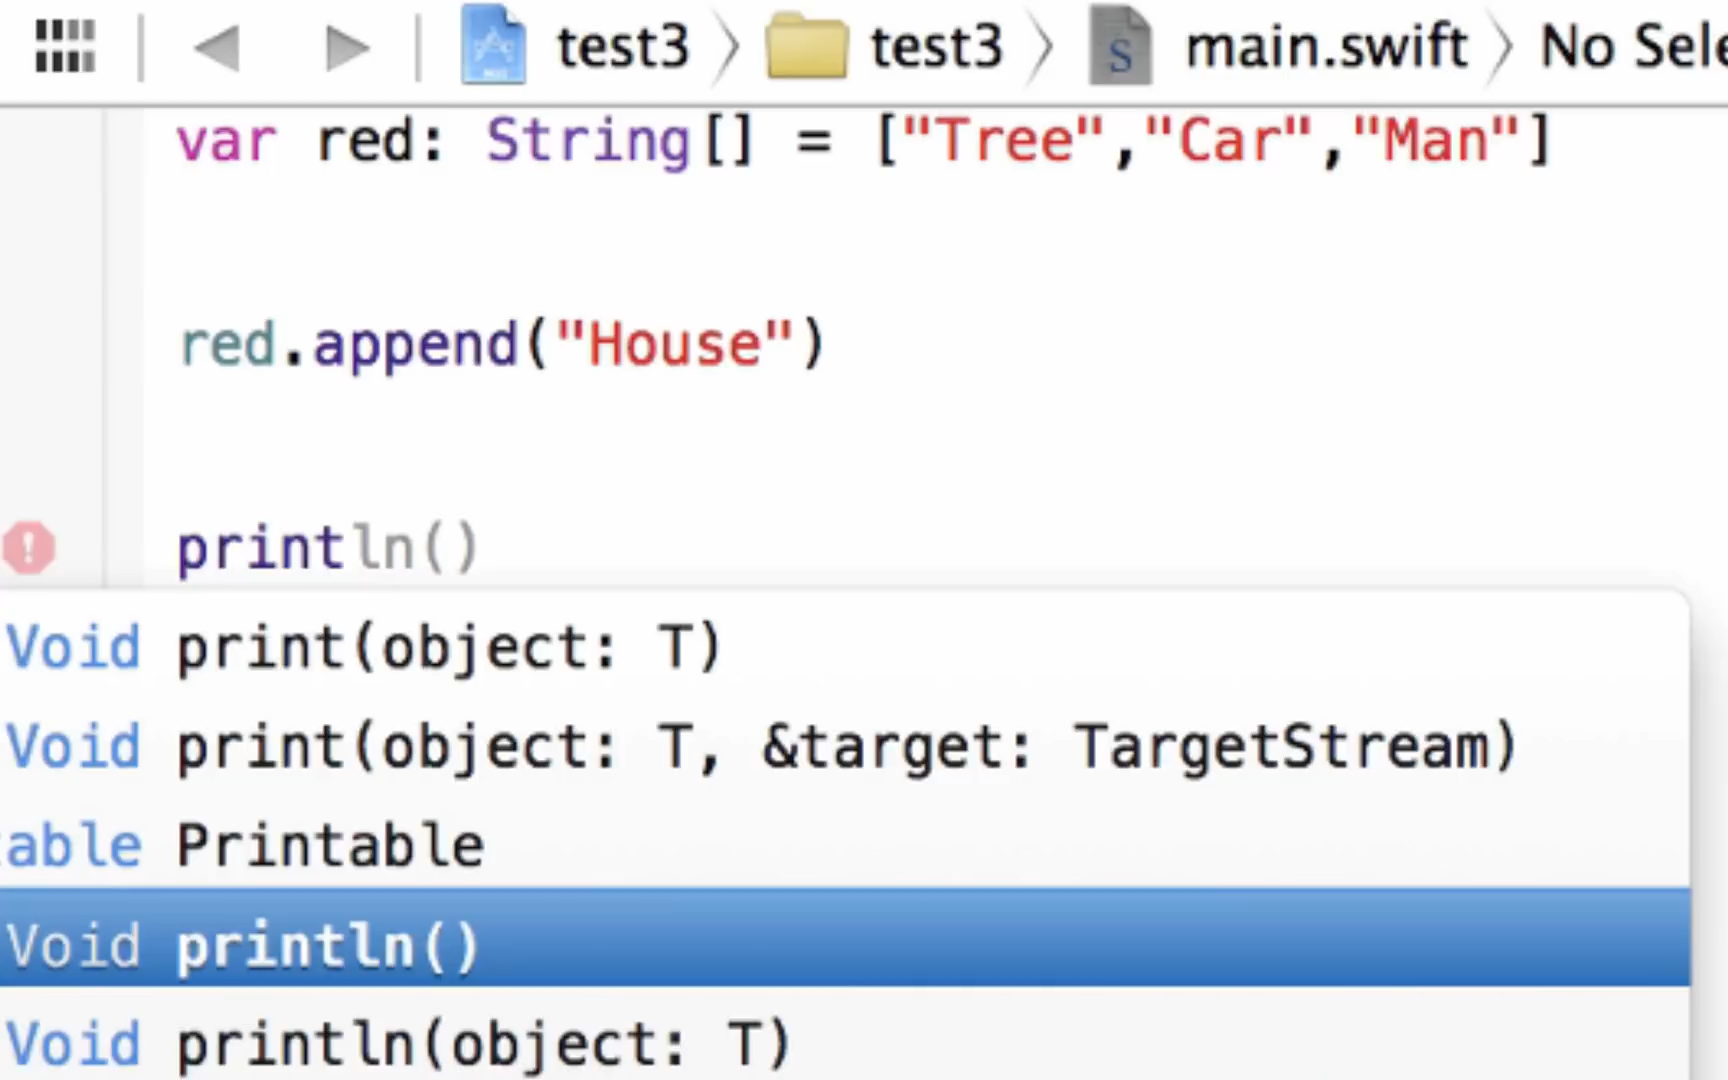 test3 test3 main.swift No Sele
var red: String[] = ["Tree","Car","Man"]
red.append("House")
println()
Void print(object: T)
Void print(object: T, &target: TargetStream)
table Printable
Void println()
Void println(object: T)